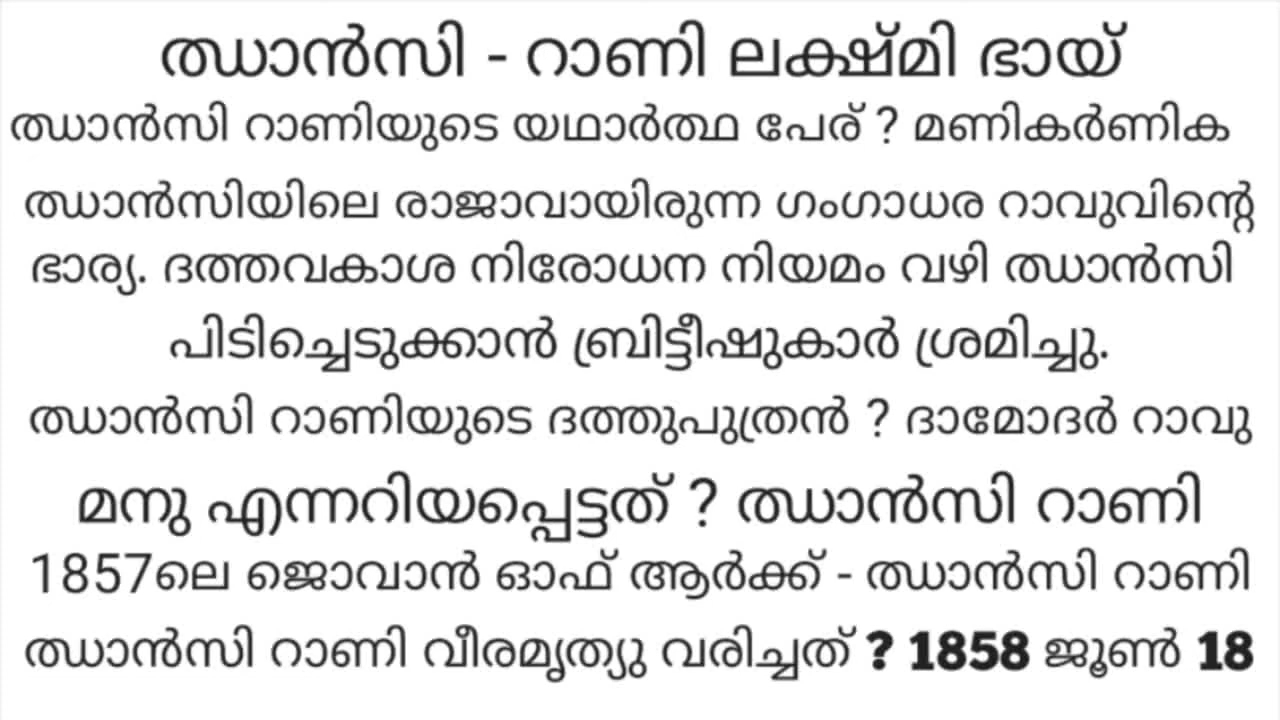 ഝാൻസി - റാണി ലക്ഷ്മി ഭായ്
ഝാൻസി റാണിയുടെ യഥാർത്ഥ പേര് ? മണികർണിക
ഝാൻസിയിലെ രാജാവായിരുന്ന ഗംഗാധര റാവുവിന്റെ
ഭാര്യ. ദത്തവകാശ നിരോധന നിയമം വഴി ഝാൻസി
പിടിച്ചെടുക്കാൻ ബ്രിട്ടീഷുകാർ ശ്രമിച്ചു.
ഝാൻസി റാണിയുടെ ദത്തുപുത്രൻ ? ദാമോദർ റാവു
മനു എന്നറിയപ്പെട്ടത് ? ഝാൻസി റാണി
1857ലെ ജൊവാൻ ഓഫ് ആർക്ക് - ഝാൻസി റാണി
ഝാൻസി റാണി വീരമൃത്യു വരിച്ചത് ? 1858 ജൂൺ 18